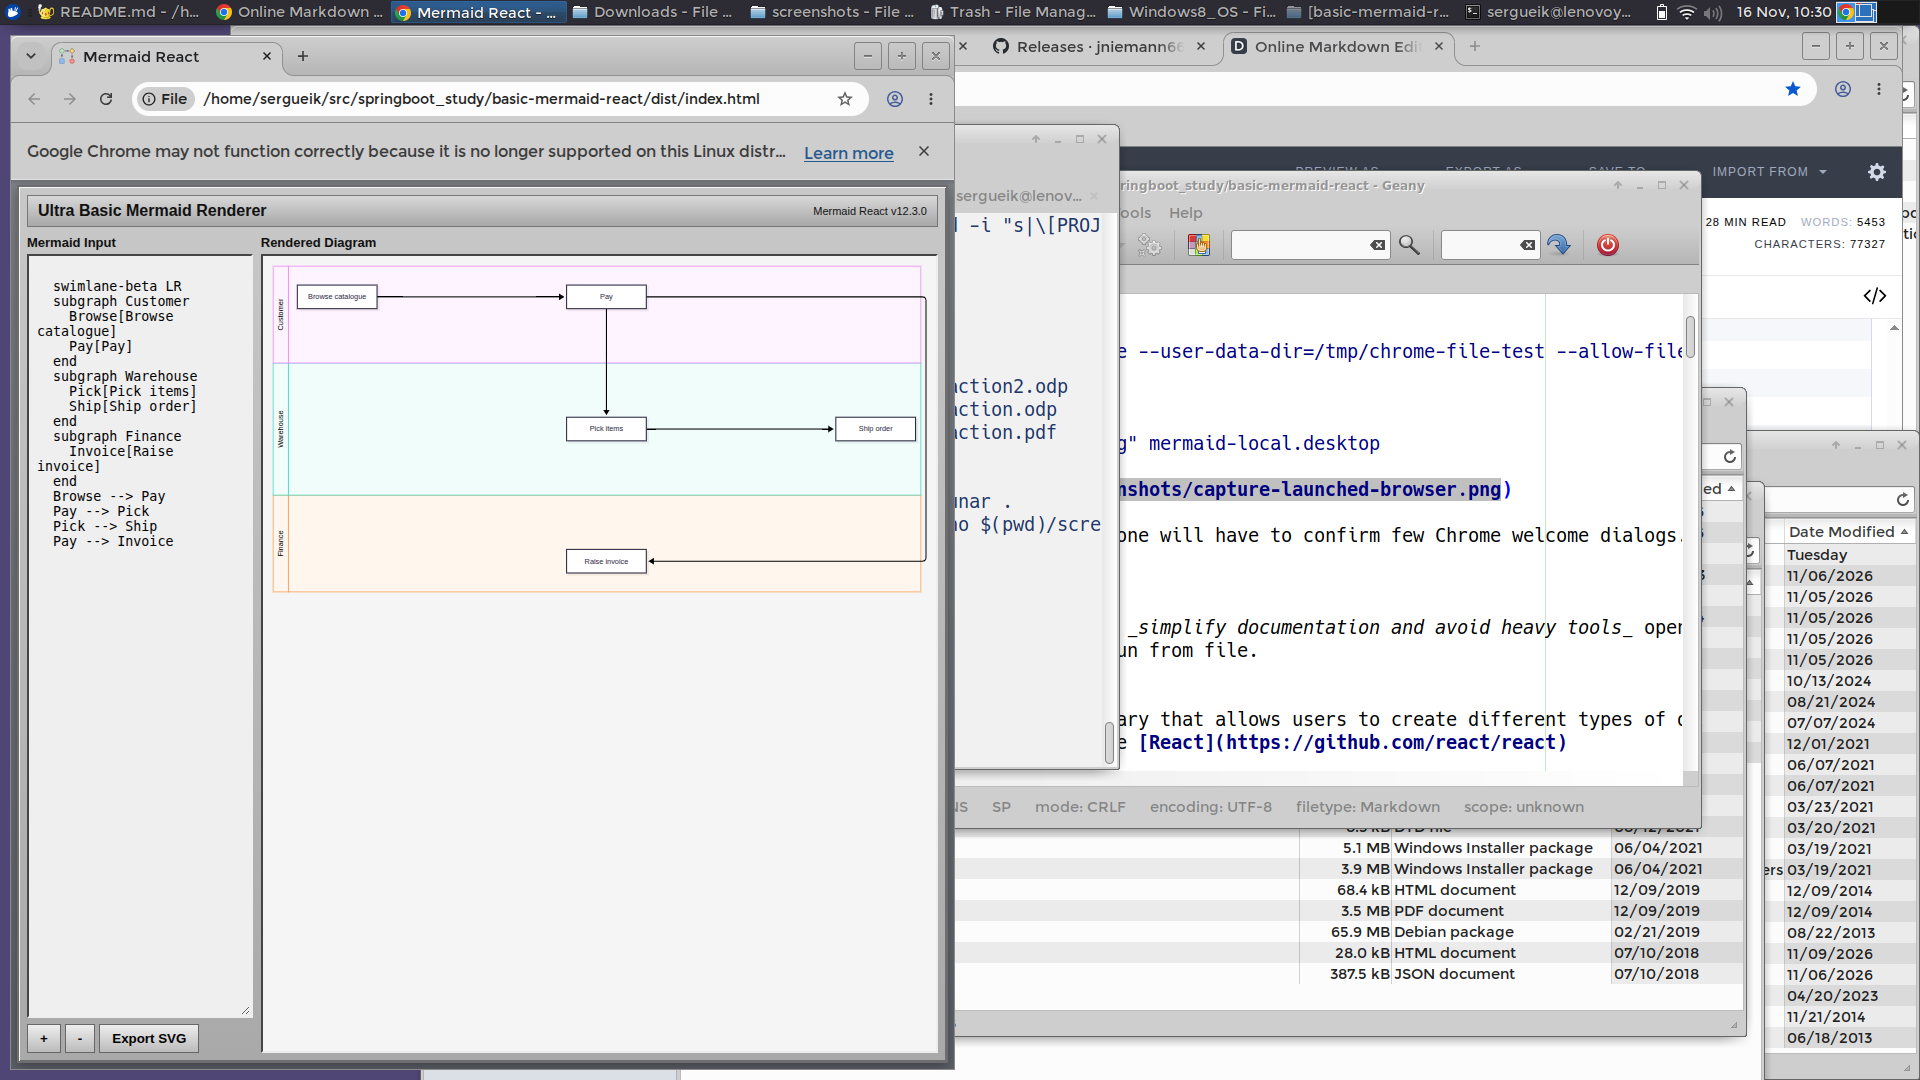 README.md - /h...
Online Markdown ...
Mermaid React - ...
Downloads - File ...
screenshots - File ...
Trash - File Manag...
Windows8_OS - Fi...
[basic-mermaid-r...
sergueik@lenovoy...
16 Nov, 10:30
Mermaid React
Releases · jniemann66
Online Markdown Edi
File
/home/sergueik/src/springboot_study/basic-mermaid-react/dist/index.html
Google Chrome may not function correctly because it is no longer supported on this Linux distr...
Learn more
PREVIEW AS
EXPORT AS
SAVE TO
IMPORT FROM
Ultra Basic Mermaid Renderer
Mermaid React v12.3.0
Mermaid Input
Rendered Diagram
swimlane-beta LR
subgraph Customer
Browse[Browse
catalogue]
Pay[Pay]
end
subgraph Warehouse
Pick[Pick items]
Ship[Ship order]
end
subgraph Finance
Invoice[Raise
invoice]
end
Browse --> Pay
Pay --> Pick
Pick --> Ship
Pay --> Invoice
+
-
Export SVG
Customer
Browse catalogue
Pay
Warehouse
Pick items
Ship order
Finance
Raise invoice
sergueik@lenov...
-i "s|\[PROJ
action2.odp
action.odp
action.pdf
unar .
$(pwd)/scre
ringboot_study/basic-mermaid-react - Geany
ools
Help
--user-data-dir=/tmp/chrome-file-test --allow-file
g" mermaid-local.desktop
nshots/capture-launched-browser.png)
one will have to confirm few Chrome welcome dialogs.
_simplify documentation and avoid heavy tools_ open
un from file.
ary that allows users to create different types of
[React](https://github.com/react/react)
NS
SP
mode: CRLF
encoding: UTF-8
filetype: Markdown
scope: unknown
28 MIN READ
WORDS: 5453
CHARACTERS: 77327
</>
5.1 MB Windows Installer package 06/04/2021
3.9 MB Windows Installer package 06/04/2021
68.4 kB HTML document 12/09/2019
3.5 MB PDF document 12/09/2019
65.9 MB Debian package 02/21/2019
28.0 kB HTML document 07/10/2018
387.5 kB JSON document 07/10/2018
ed
Date Modified
Tuesday
11/06/2026
11/05/2026
11/05/2026
11/05/2026
11/05/2026
10/13/2024
08/21/2024
07/07/2024
12/01/2021
06/07/2021
06/07/2021
03/23/2021
03/20/2021
03/19/2021
ers 03/19/2021
12/09/2014
12/09/2014
08/22/2013
11/09/2026
11/06/2026
04/20/2023
11/21/2014
06/18/2013